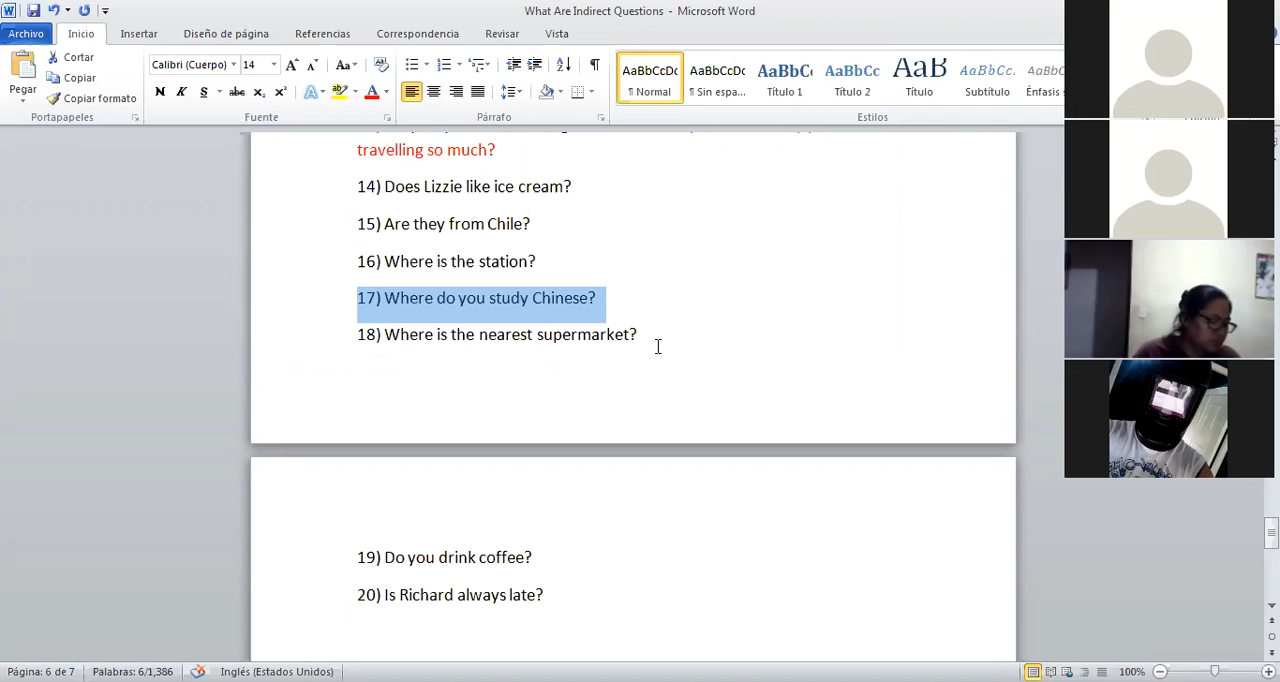 What Are Indirect Questions - Microsoft Word
Archivo Inicio Insertar Diseño de página Referencias Correspondencia Revisar Vista
Cortar
Copiar
Copiar formato
Pegar
Portapapeles
Calibri (Cuerpo) 14
Fuente
Párrafo
AaBbCcDc AaBbCcDc AaBbC AaBbCc AaB AaBbCcD AaBbCc
¶ Normal ¶ Sin espa... Título 1 Título 2 Título Subtítulo Énfasis
Estilos
travelling so much?
14) Does Lizzie like ice cream?
15) Are they from Chile?
16) Where is the station?
17) Where do you study Chinese?
18) Where is the nearest supermarket?
19) Do you drink coffee?
20) Is Richard always late?
Página: 6 de 7 Palabras: 6/1,386 Inglés (Estados Unidos) 100%